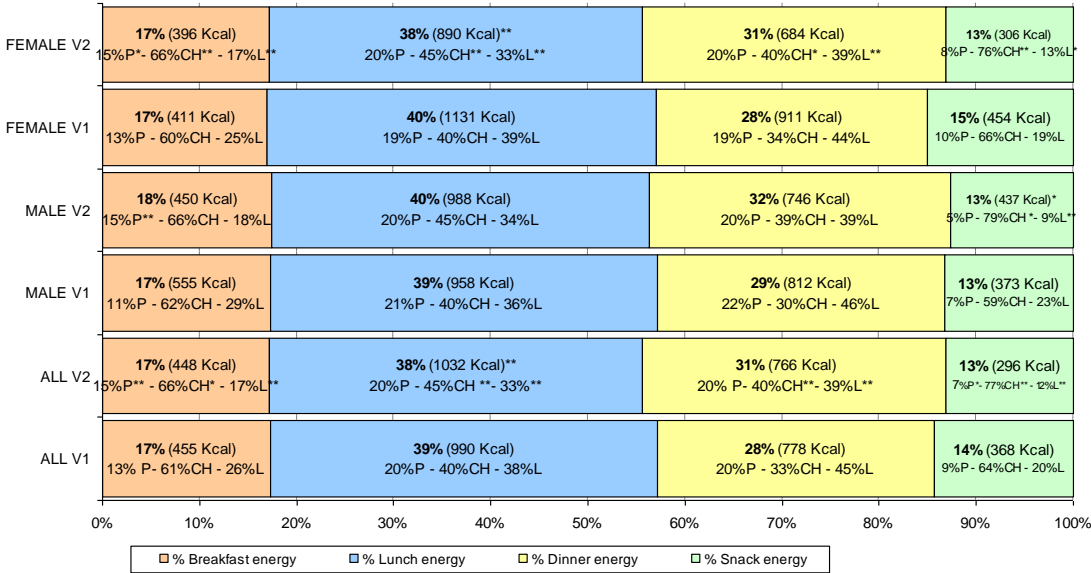 FEMALE V2
17% (396 Kcal)
15%P*- 66%CH** - 17%L**
38% (890 Kcal)**
20%P - 45%CH** - 33%L**
31% (684 Kcal)
20%P - 40%CH* - 39%L**
13% (306 Kcal)
8%P - 76%CH** - 13%L*
FEMALE V1
17% (411 Kcal)
13%P - 60%CH - 25%L
40% (1131 Kcal)
19%P - 40%CH - 39%L
28% (911 Kcal)
19%P - 34%CH - 44%L
15% (454 Kcal)
10%P - 66%CH - 19%L
MALE V2
18% (450 Kcal)
15%P** - 66%CH - 18%L
40% (988 Kcal)
20%P - 45%CH - 34%L
32% (746 Kcal)
20%P - 39%CH - 39%L
13% (437 Kcal)*
5%P - 79%CH*- 9%L**
MALE V1
17% (555 Kcal)
11%P - 62%CH - 29%L
39% (958 Kcal)
21%P - 40%CH - 36%L
29% (812 Kcal)
22%P - 30%CH - 46%L
13% (373 Kcal)
7%P - 59%CH - 23%L
ALL V2
17% (448 Kcal)
15%P** - 66%CH* - 17%L**
38% (1032 Kcal)**
20%P - 45%CH ** - 33%**
31% (766 Kcal)
20% P - 40%CH**- 39%L**
13% (296 Kcal)
7%P*- 77%CH** - 12%L**
ALL V1
17% (455 Kcal)
13% P- 61%CH - 26%L
39% (990 Kcal)
20%P - 40%CH - 38%L
28% (778 Kcal)
20%P - 33%CH - 45%L
14% (368 Kcal)
9%P - 64%CH - 20%L
0% 10% 20% 30% 40% 50% 60% 70% 80% 90% 100%
% Breakfast energy % Lunch energy % Dinner energy % Snack energy